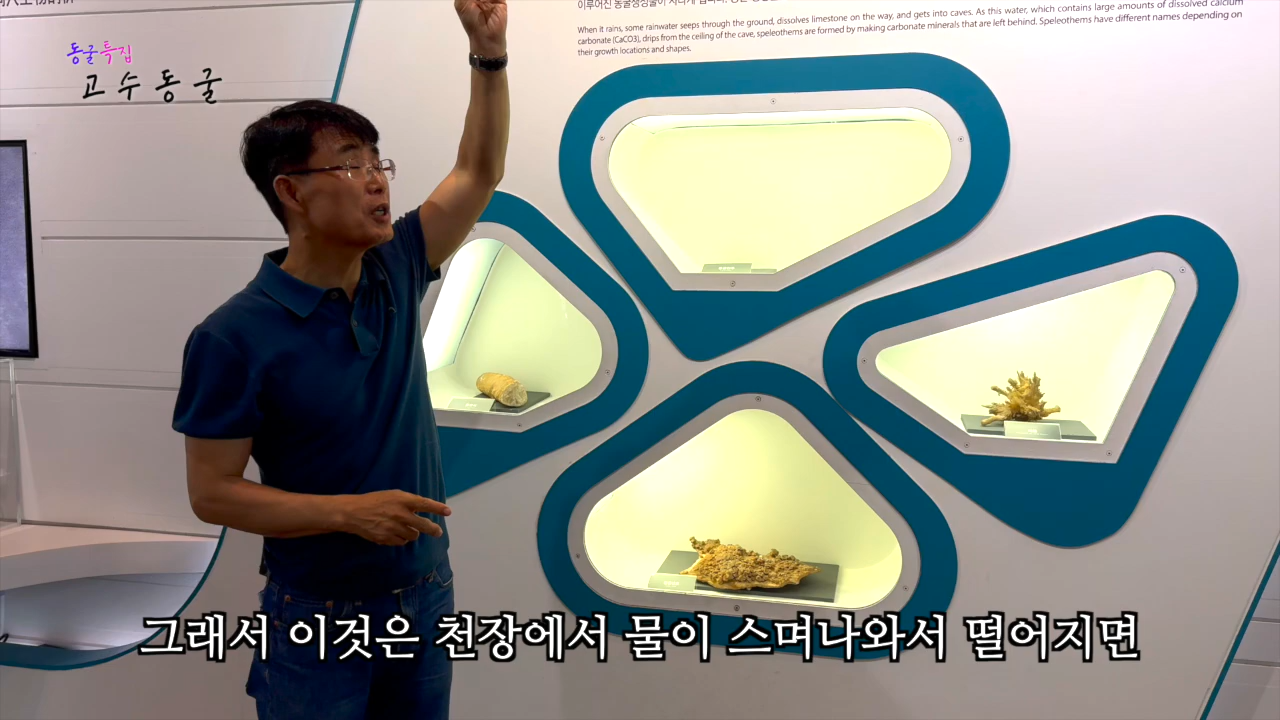 동굴특집
고수동굴
When it rains, some rainwater seeps through the ground, dissolves limestone on the way, and gets into caves. As this water, which contains large amounts of dissolved calcium
carbonate (CaCO3), drips from the ceiling of the cave, speleothems are formed by making carbonate minerals that are left behind. Speleothems have different names depending on
their growth locations and shapes.
그래서 이것은 천장에서 물이 스며나와서 떨어지면